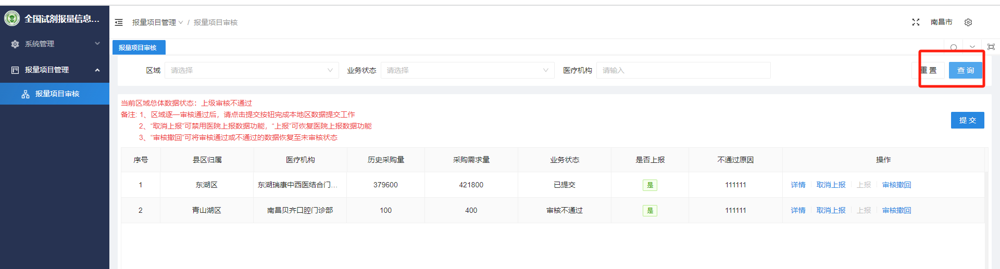 全国试剂报量信息...
报量项目管理 / 报量项目审核
南昌市
系统管理
报量项目审核
报量项目管理
区域 请选择 业务状态 请选择 医疗机构 请输入 重 置 查 询
报量项目审核
当前区域总体数据状态：上级审核不通过
备注: 1、区域逐一审核通过后，请点击提交按钮完成本地区数据提交工作
2、“取消上报”可禁用医院上报数据功能，“上报”可恢复医院上报数据功能
3、“审核撤回”可将审核通过或不通过的数据恢复至未审核状态
提 交
序号 县区归属 医疗机构 历史采购量 采购需求量 业务状态 是否上报 不通过原因 操作
1 东湖区 东湖瑞康中西医结合门... 379600 421800 已提交 是 111111 详情 取消上报 上报 审核撤回
2 青山湖区 南昌贝齐口腔门诊部 100 400 审核不通过 是 111111 详情 取消上报 上报 审核撤回